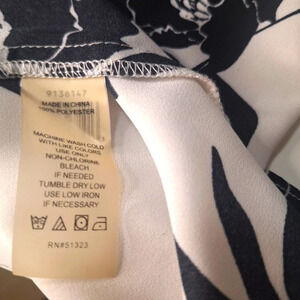 9136147
MADE IN CHINA
100% POLYESTER
MACHINE WASH COLD
WITH LIKE COLORS
USE ONLY
NON-CHLORINE
BLEACH
IF NEEDED
TUMBLE DRY LOW
USE LOW IRON
IF NECESSARY
RN#51323